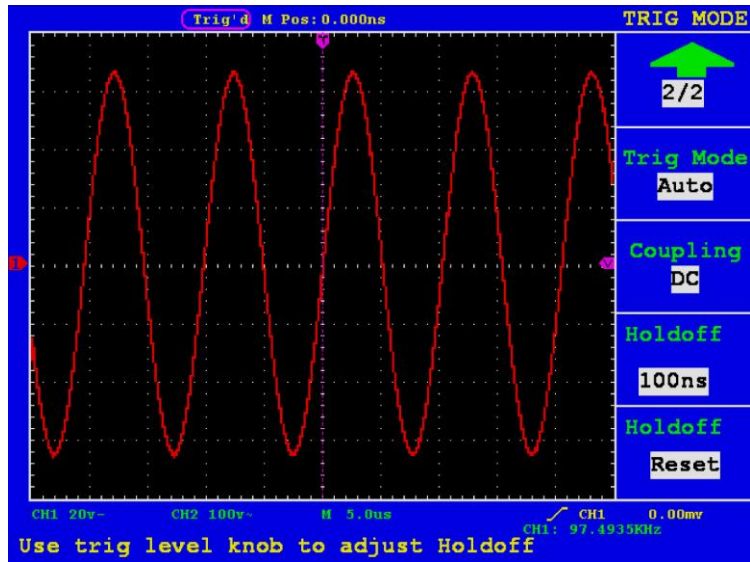 Trig'd M Pos:0.000ns TRIG MODE
T
2/2
Trig Mode
Auto
1
Coupling
DC
Holdoff
100ns
Holdoff
Reset
CH1 20v- CH2 100v~ M 5.0us CH1 0.00mv
CH1: 97.4935KHz
Use trig level knob to adjust Holdoff